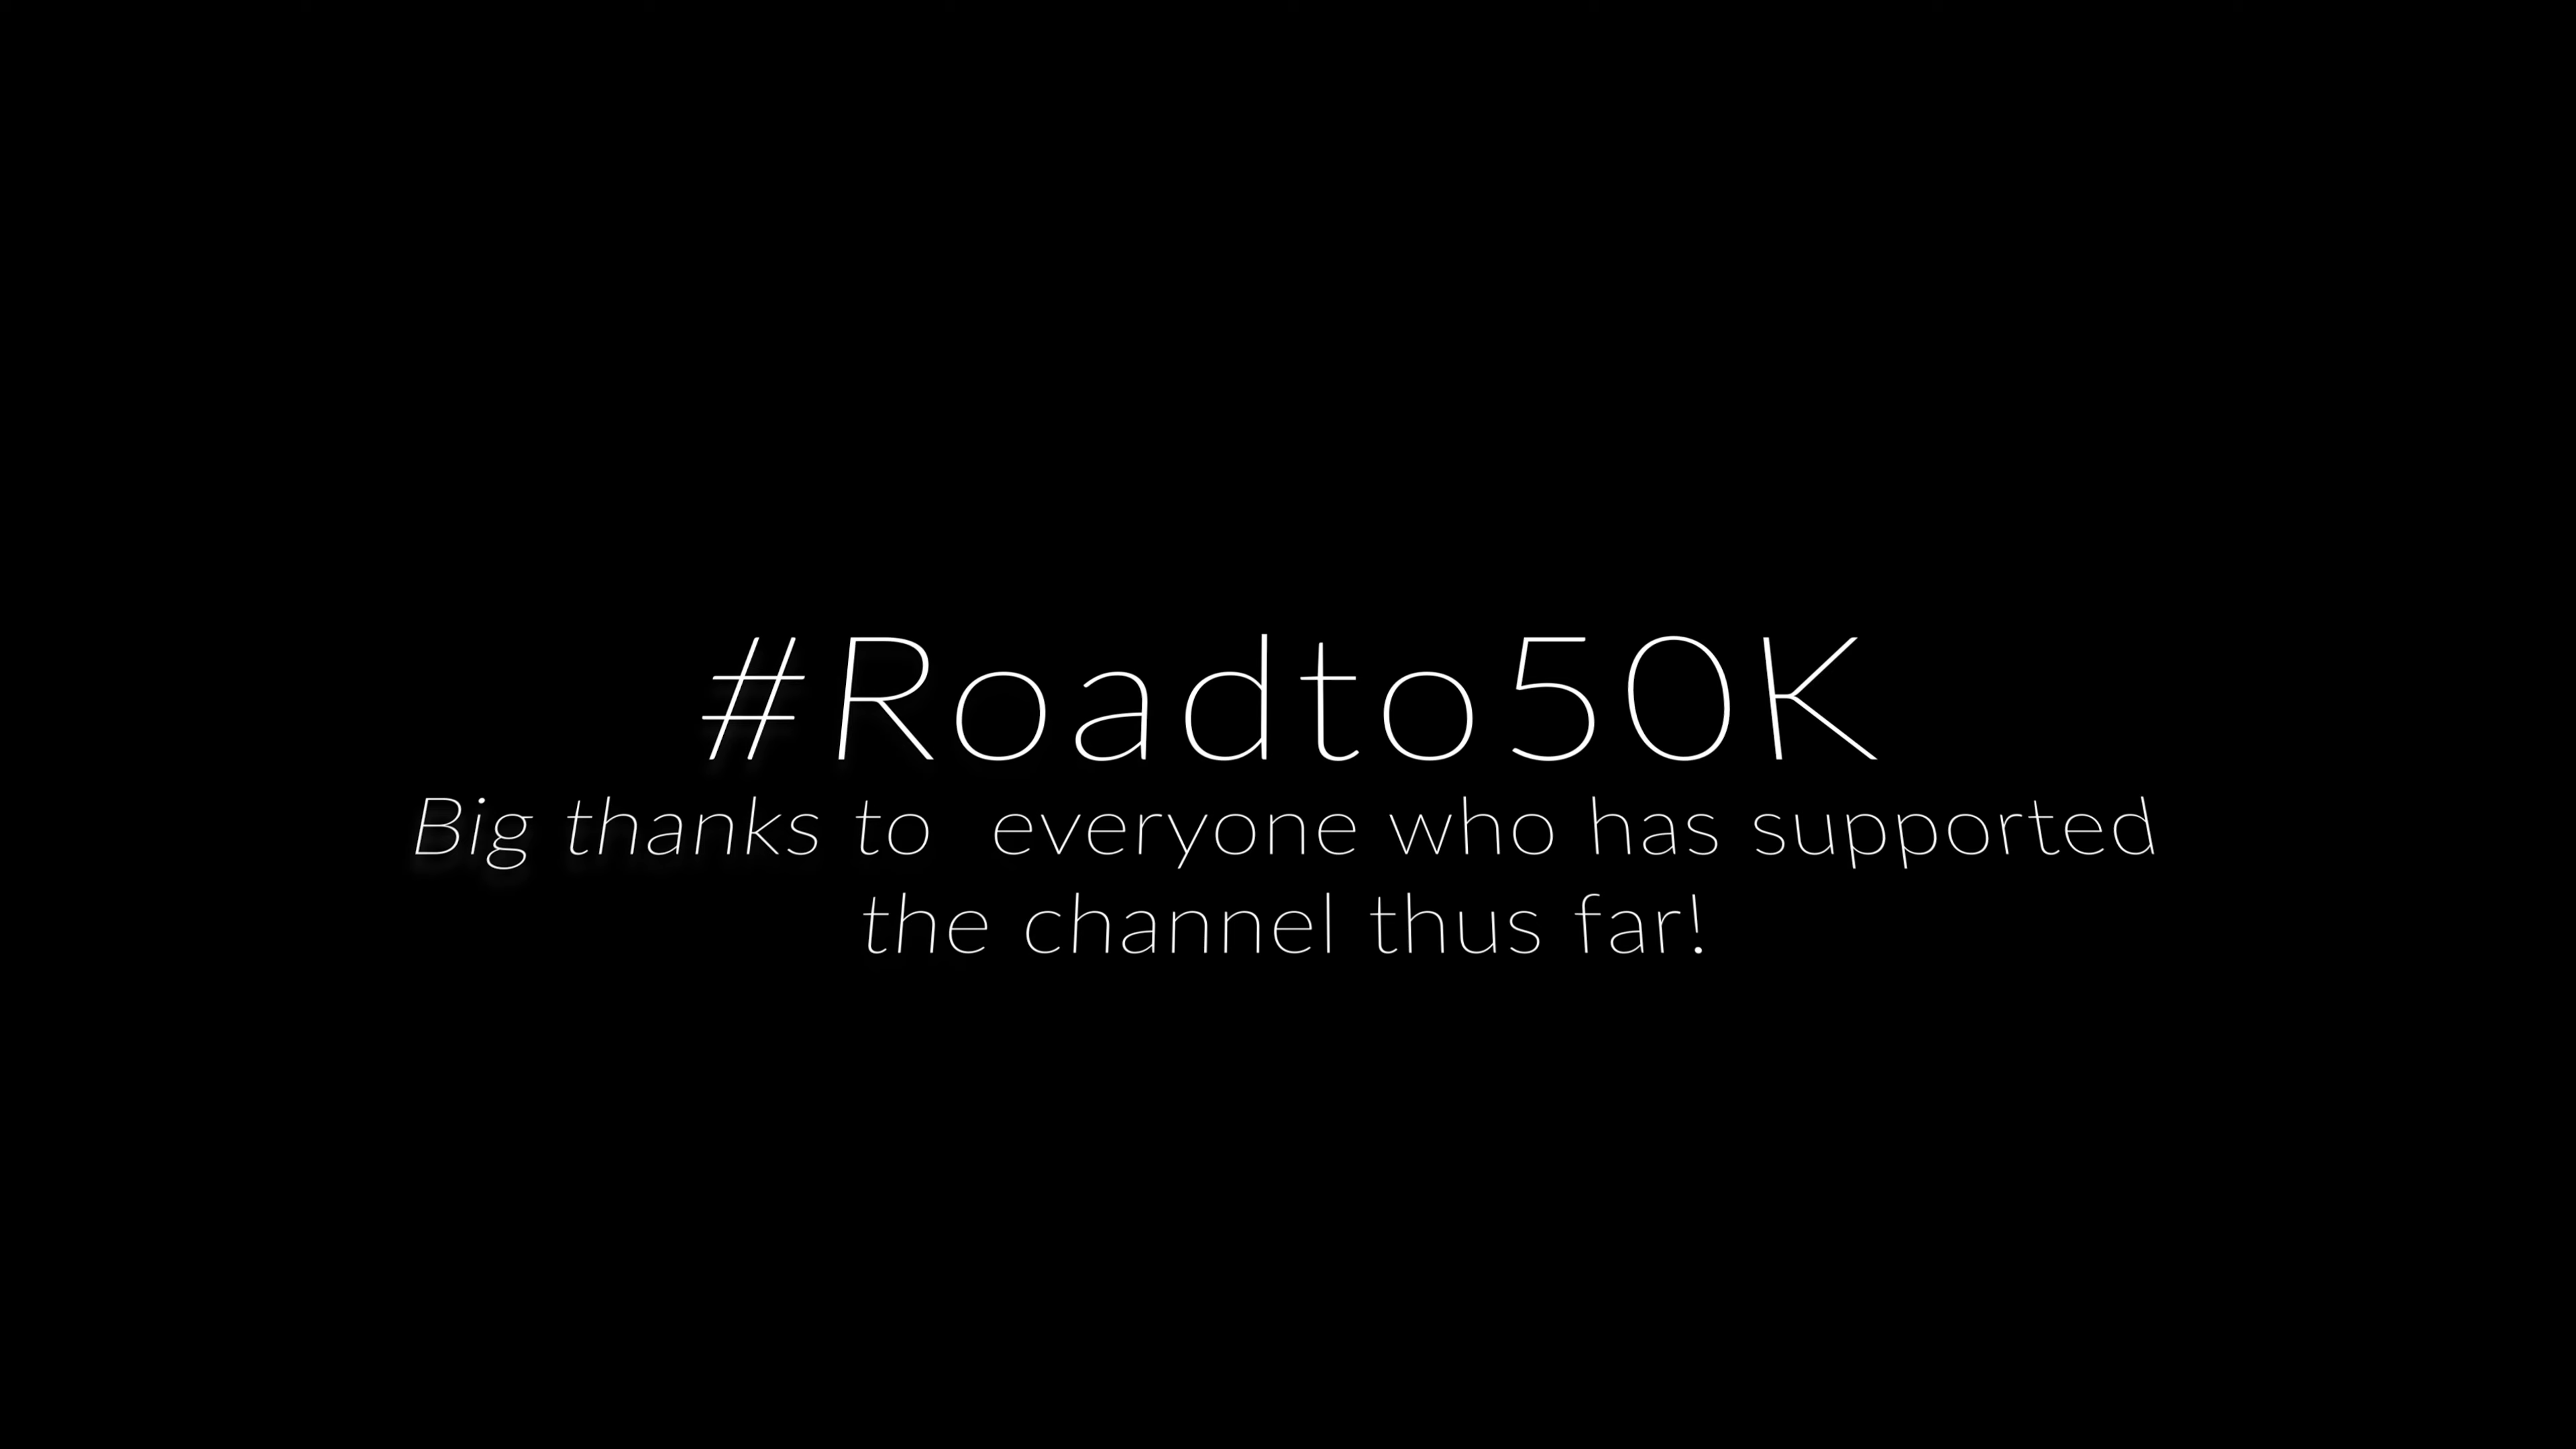 #Roadto50K
Big thanks to  everyone who has supported
the channel thus far!